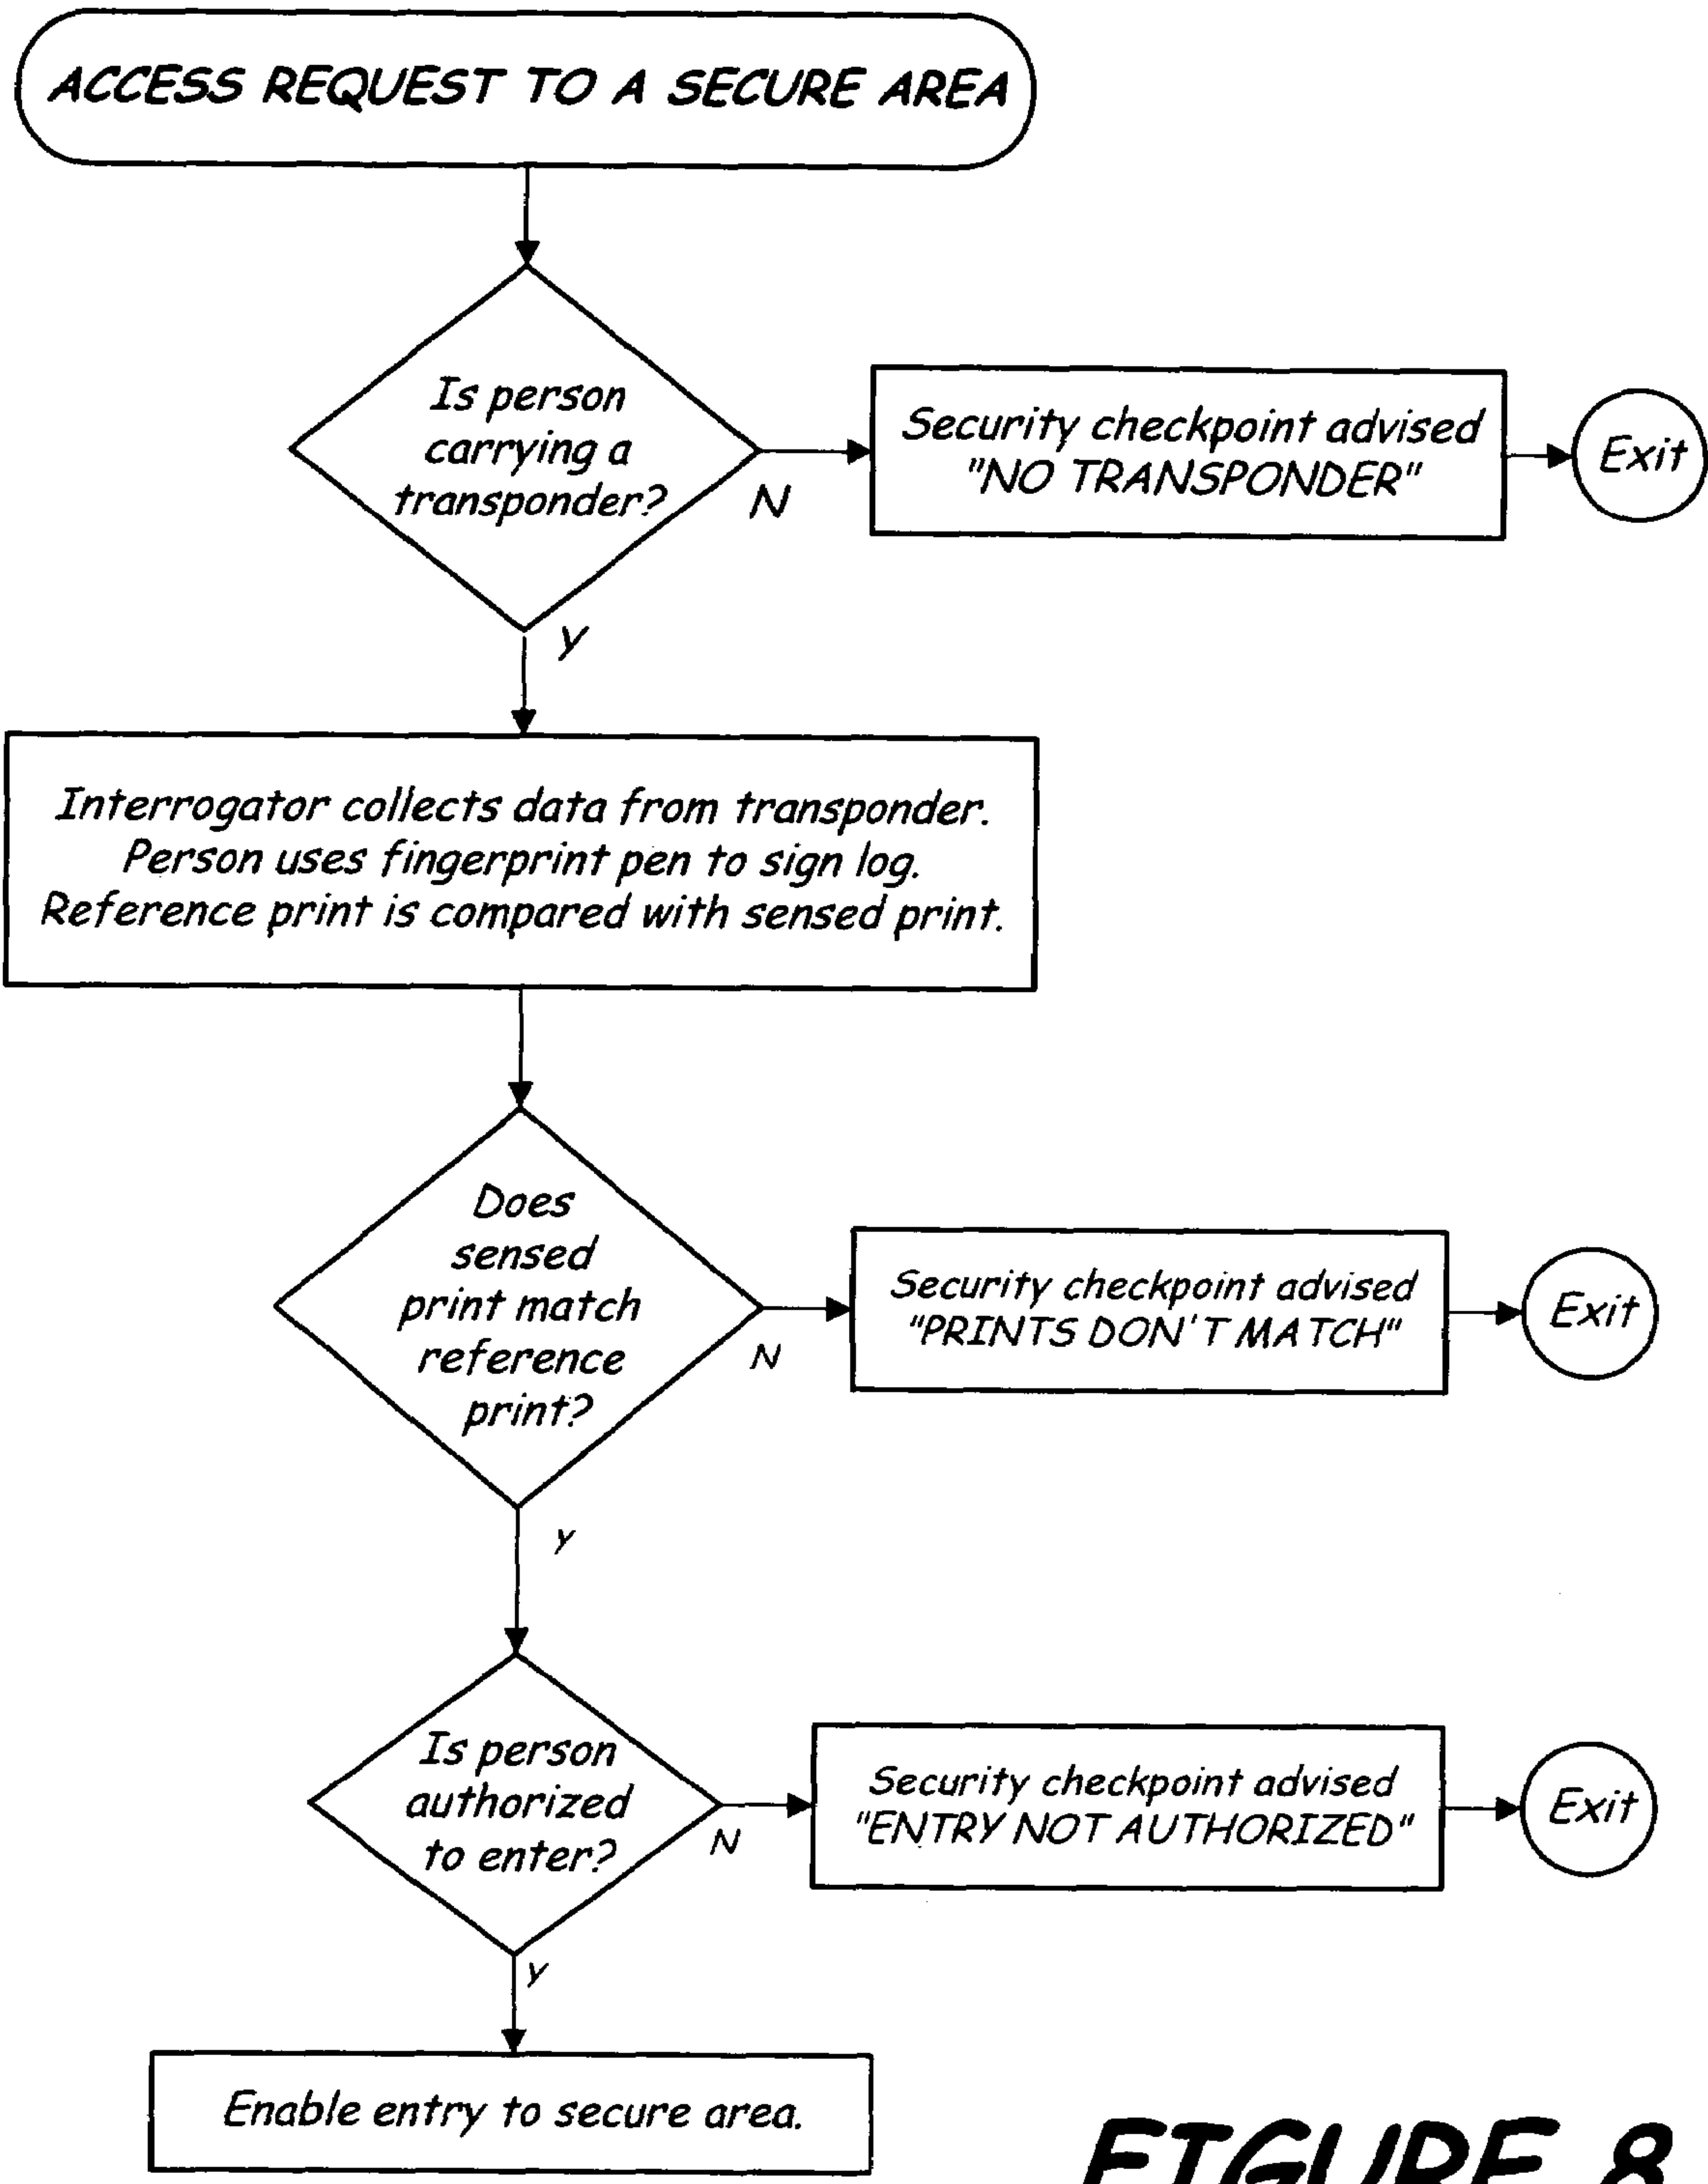 ACCESS REQUEST TO A SECURE AREA
Is person
carrying a
transponder?
N
Security checkpoint advised
"NO TRANSPONDER"
Exit
Y
Interrogator collects data from transponder.
Person uses fingerprint pen to sign log.
Reference print is compared with sensed print.
Does
sensed
print match
reference
print?
N
Security checkpoint advised
"PRINTS DON'T MATCH"
Exit
Y
Is person
authorized
to enter?
N
Security checkpoint advised
"ENTRY NOT AUTHORIZED"
Exit
Y
Enable entry to secure area.
FIGURE 8